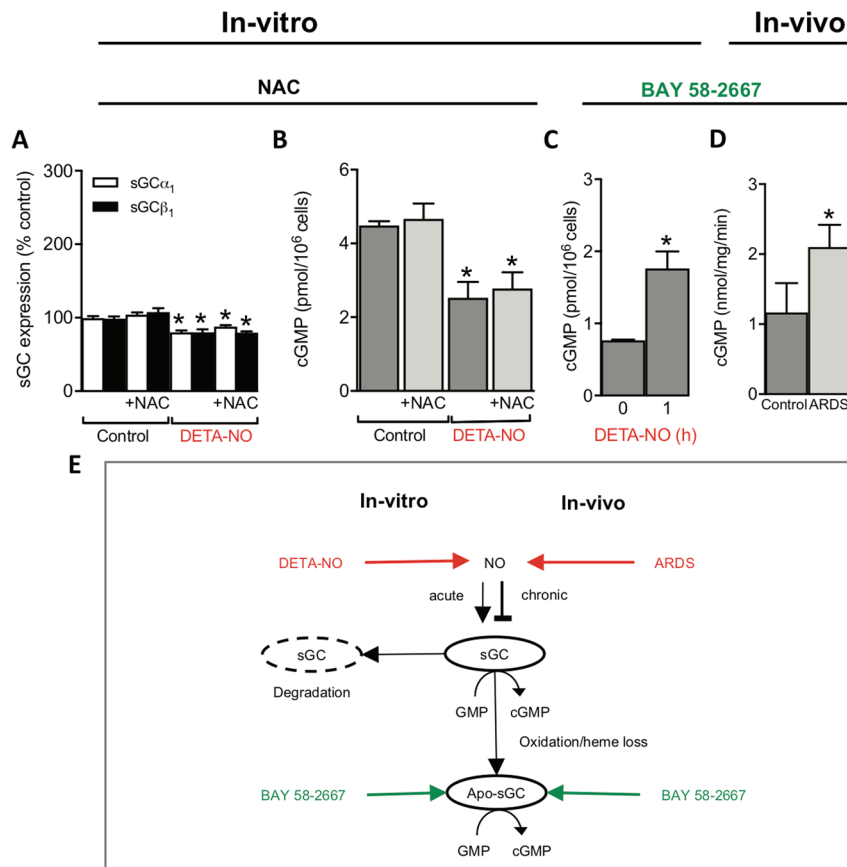 In-vitro In-vivo
NAC BAY 58-2667
A B C D
sGC expression (% control)
300
200
100
0
sGCα1
sGCβ1
* * * *
+NAC +NAC
Control DETA-NO
cGMP (pmol/10^6 cells)
6
4
2
0
* *
+NAC +NAC
Control DETA-NO
cGMP (pmol/10^6 cells)
3
2
1
0
*
0 1
DETA-NO (h)
cGMP (nmol/mg/min)
3
2
1
0
*
Control ARDS
E
In-vitro In-vivo
DETA-NO NO ARDS
acute chronic
sGC sGC
Degradation
GMP cGMP
Oxidation/heme loss
BAY 58-2667 Apo-sGC BAY 58-2667
GMP cGMP